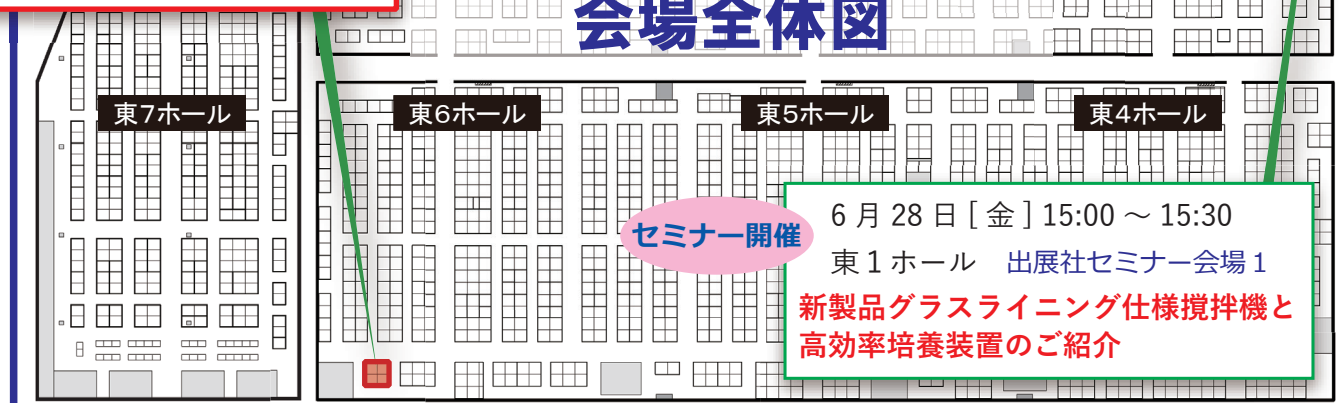 会場全体図
東7ホール
東6ホール
東5ホール
東4ホール
セミナー開催
6月28日[金]15:00～15:30
東1ホール 出展社セミナー会場1
新製品グラスライニング仕様撹拌機と
高効率培養装置のご紹介